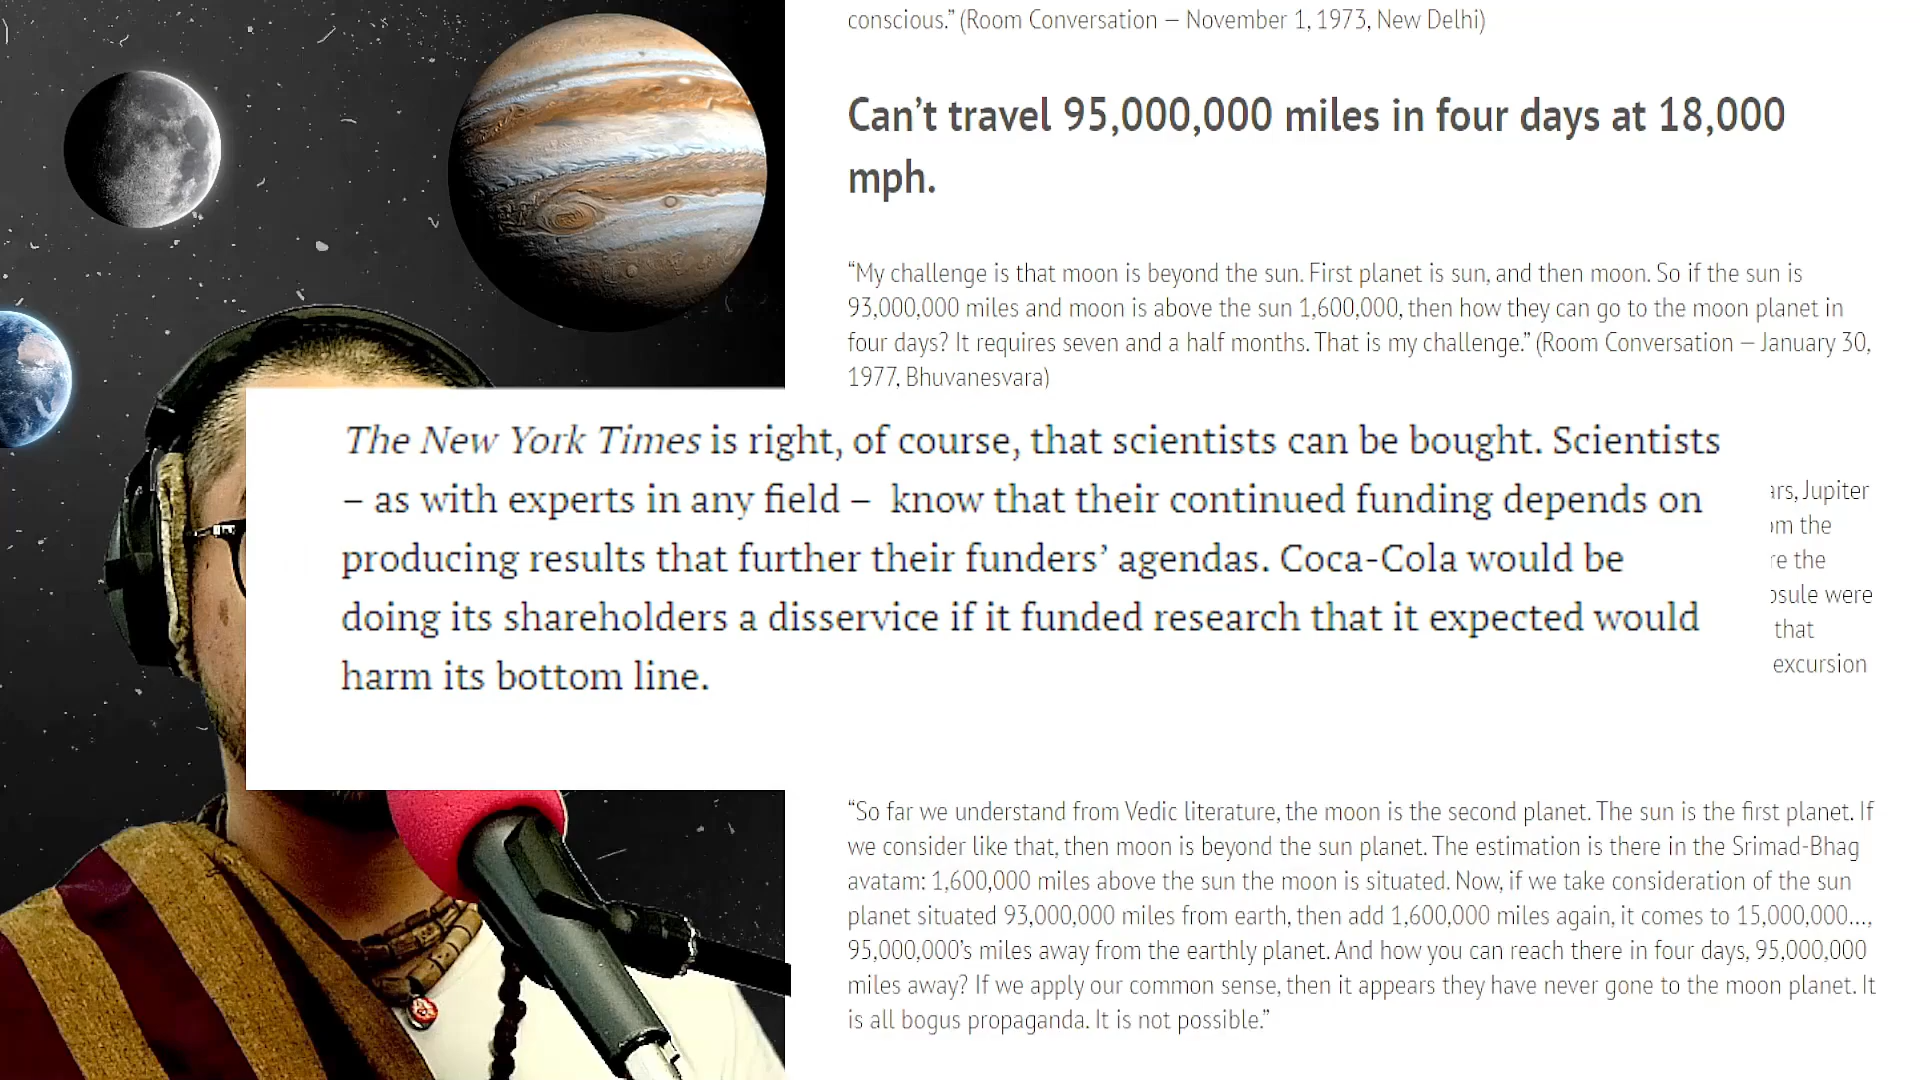 conscious.” (Room Conversation – November 1, 1973, New Delhi)
Can’t travel 95,000,000 miles in four days at 18,000
mph.
“My challenge is that moon is beyond the sun. First planet is sun, and then moon. So if the sun is
93,000,000 miles and moon is above the sun 1,600,000, then how they can go to the moon planet in
four days? It requires seven and a half months. That is my challenge.” (Room Conversation – January 30,
1977, Bhuvanesvara)
The New York Times is right, of course, that scientists can be bought. Scientists
– as with experts in any field – know that their continued funding depends on
producing results that further their funders’ agendas. Coca-Cola would be
doing its shareholders a disservice if it funded research that it expected would
harm its bottom line.
Jupiter
the
the
were
that
excursion
“So far we understand from Vedic literature, the moon is the second planet. The sun is the first planet. If
we consider like that, then moon is beyond the sun planet. The estimation is there in the Srimad-Bhag
avatam: 1,600,000 miles above the sun the moon is situated. Now, if we take consideration of the sun
planet situated 93,000,000 miles from earth, then add 1,600,000 miles again, it comes to 15,000,000...,
95,000,000’s miles away from the earthly planet. And how you can reach there in four days, 95,000,000
miles away? If we apply our common sense, then it appears they have never gone to the moon planet. It
is all bogus propaganda. It is not possible.”